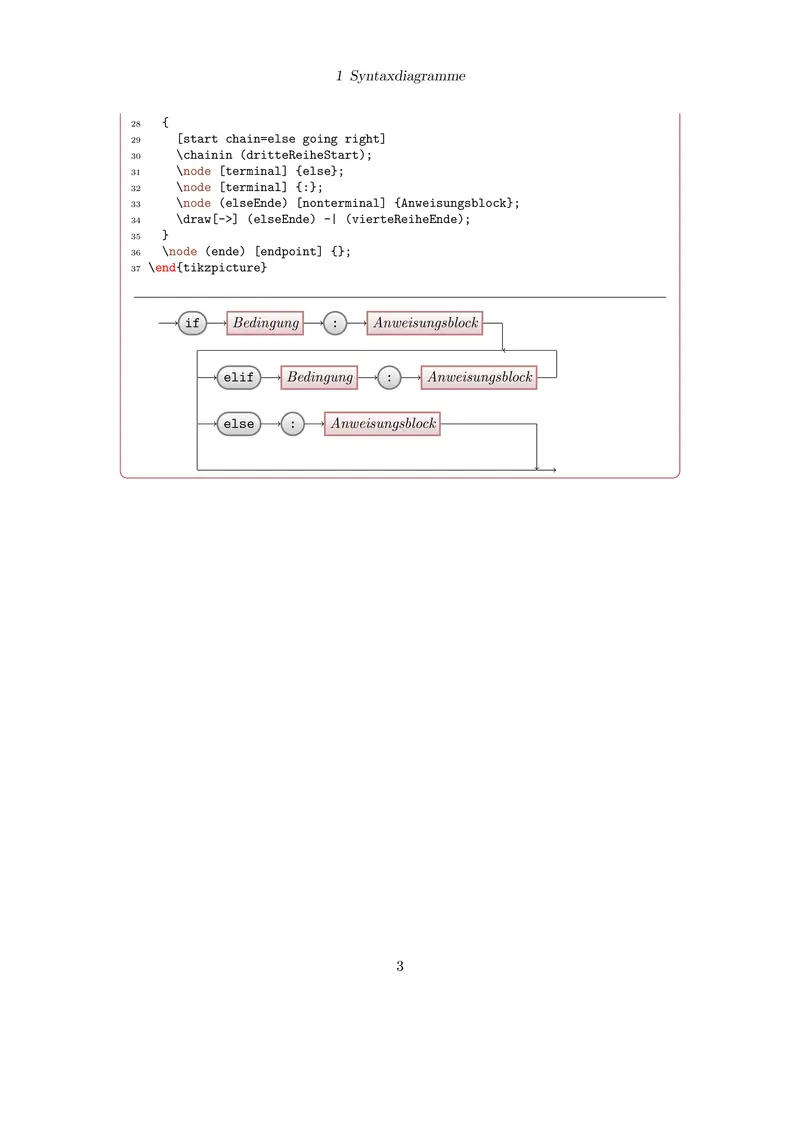 1 Syntaxdiagramme
28 {
29 [start chain=else going right]
30 \chainin (dritteReiheStart);
31 \node [terminal] {else};
32 \node [terminal] {:};
33 \node (elseEnde) [nonterminal] {Anweisungsblock};
34 \draw[->] (elseEnde) -| (vierteReiheEnde);
35 }
36 \node (ende) [endpoint] {};
37 \end{tikzpicture}
if Bedingung : Anweisungsblock
elif Bedingung : Anweisungsblock
else : Anweisungsblock
3